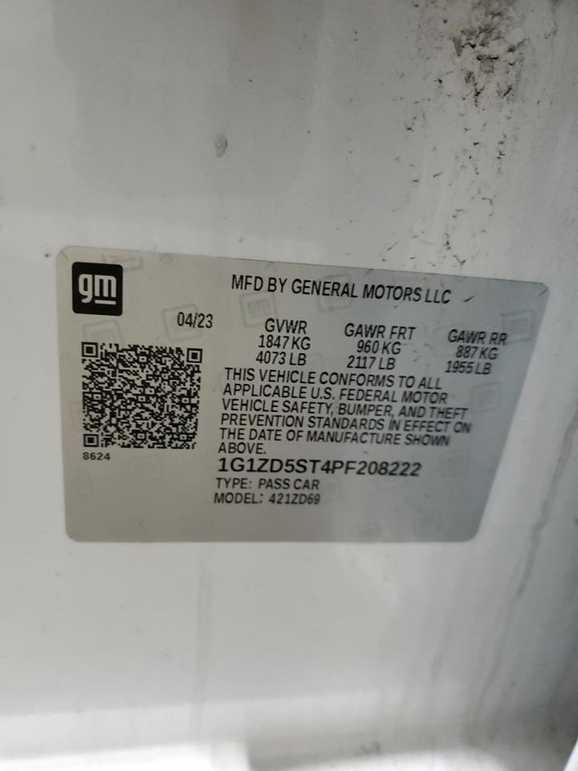 gm
MFD BY GENERAL MOTORS LLC
04/23 GVWR GAWR FRT GAWR RR
1847 KG 960 KG 887 KG
4073 LB 2117 LB 1955 LB
THIS VEHICLE CONFORMS TO ALL
APPLICABLE U.S. FEDERAL MOTOR
VEHICLE SAFETY, BUMPER, AND THEFT
PREVENTION STANDARDS IN EFFECT ON
THE DATE OF MANUFACTURE SHOWN
ABOVE.
8624
1G1ZD5ST4PF208222
TYPE: PASS CAR
MODEL: 421ZD69